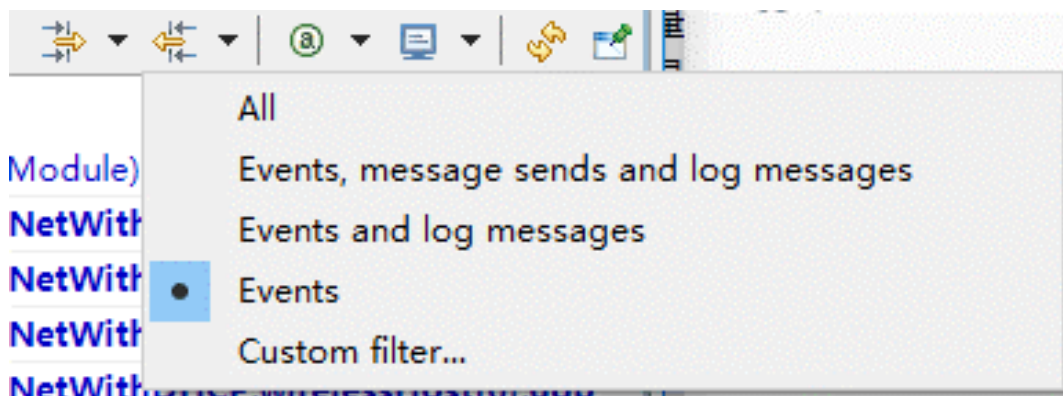 a
All
Module)
Events, message sends and log messages
NetWith
Events and log messages
NetWith
Events
NetWith
Custom filter...